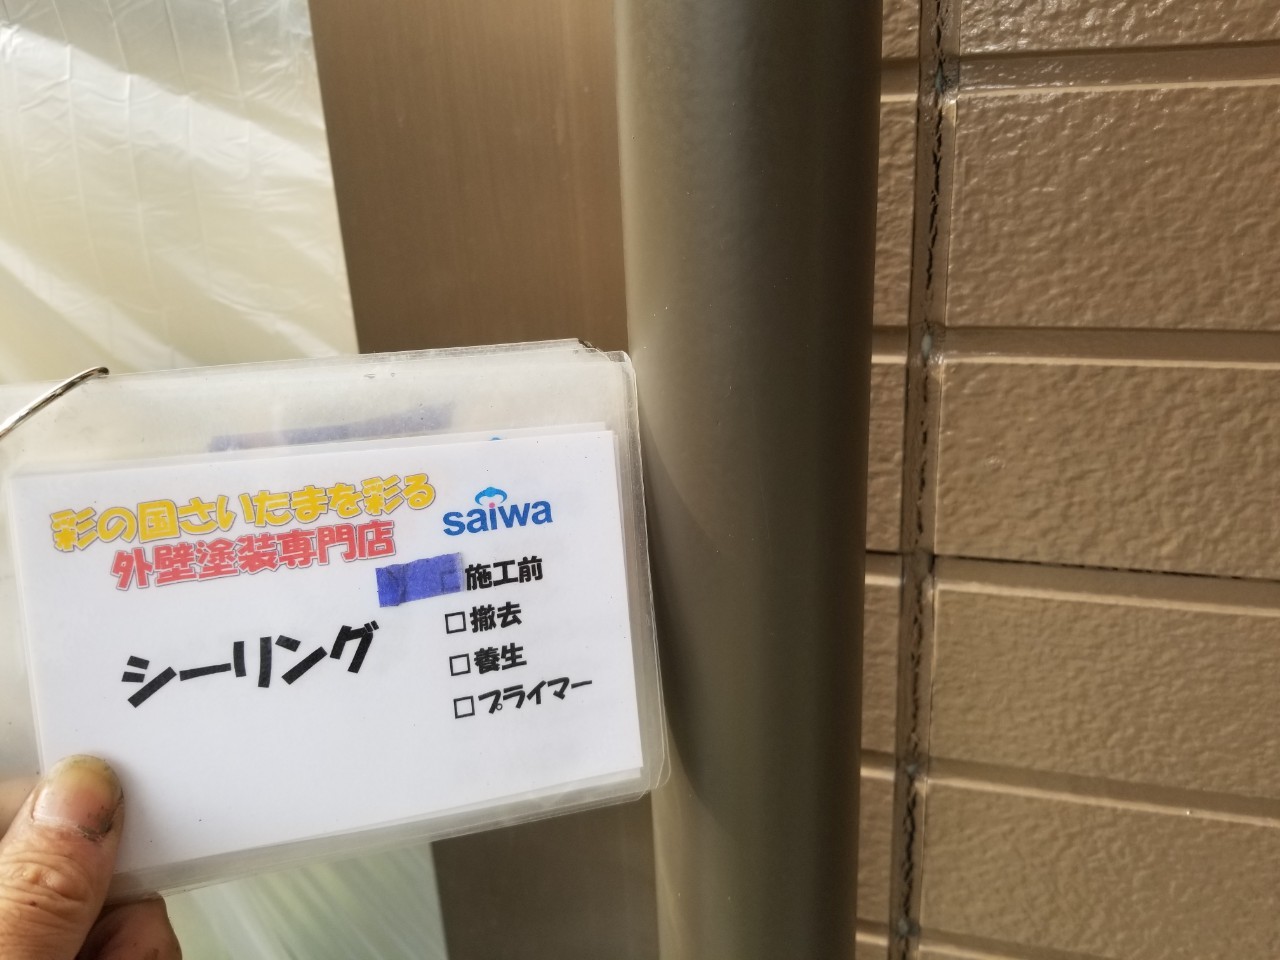 彩の国さいたまを彩る
外壁塗装専門店
saiwa
シーリング
施工前
□撤去
□養生
□プライマー